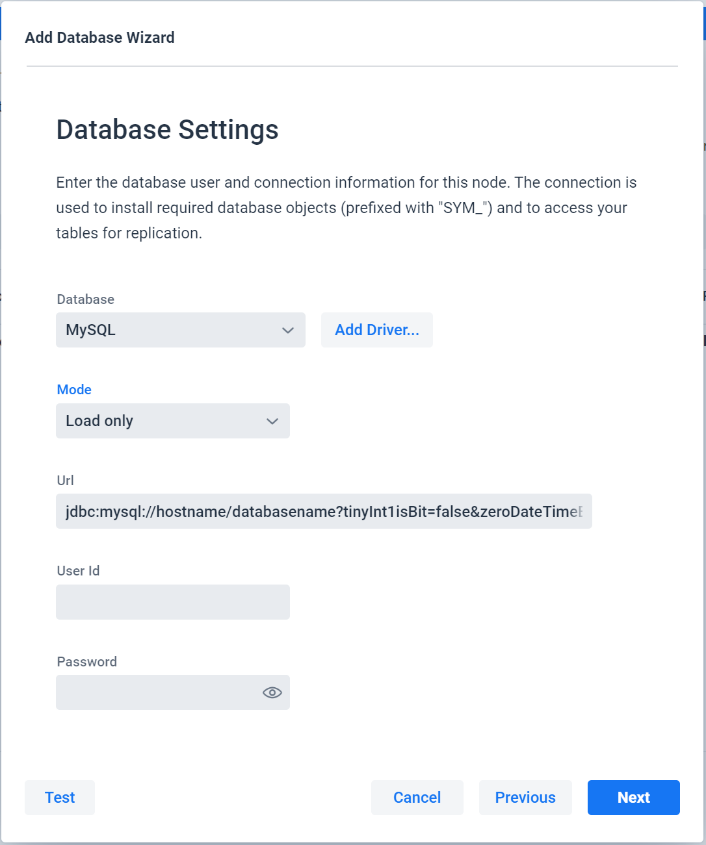 Add Database Wizard
Database Settings
Enter the database user and connection information for this node. The connection is
used to install required database objects (prefixed with "SYM_") and to access your
tables for replication.
Database
MySQL
Add Driver...
Mode
Load only
Url
jdbc:mysql://hostname/databasename?tinyInt1isBit=false&zeroDateTime
User Id
Password
Test
Cancel
Previous
Next